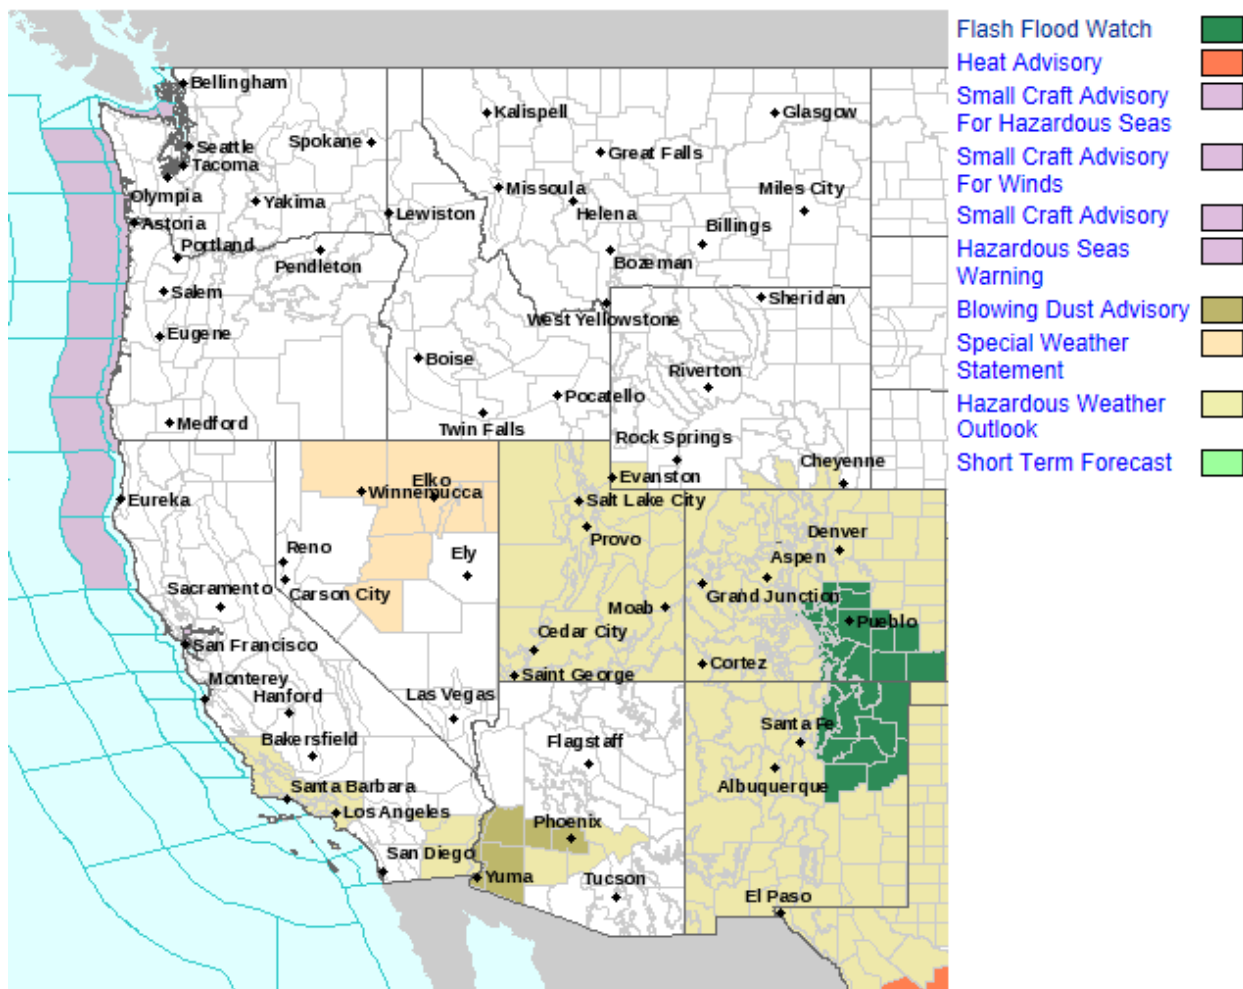 Flash Flood Watch
Heat Advisory
Small Craft Advisory
For Hazardous Seas
Small Craft Advisory
For Winds
Small Craft Advisory
Hazardous Seas
Warning
Blowing Dust Advisory
Special Weather
Statement
Hazardous Weather
Outlook
Short Term Forecast
Bellingham
Kalispell
Glasgow
Seattle
Spokane
Great Falls
Tacoma
Olympia
Yakima
Lewiston
Missoula
Helena
Miles City
Astoria
Billings
Portland
Pendleton
Bozeman
Salem
West Yellowstone
Sheridan
Eugene
Boise
Riverton
Pocatello
Medford
Twin Falls
Rock Springs
Cheyenne
Evanston
Eureka
Winnemucca
Elko
Salt Lake City
Provo
Denver
Reno
Ely
Aspen
Carson City
Grand Junction
Sacramento
Moab
Pueblo
San Francisco
Cedar City
Cortez
Saint George
Monterey
Hanford
Las Vegas
Santa Fe
Bakersfield
Flagstaff
Albuquerque
Santa Barbara
Los Angeles
Phoenix
San Diego
Yuma
Tucson
El Paso